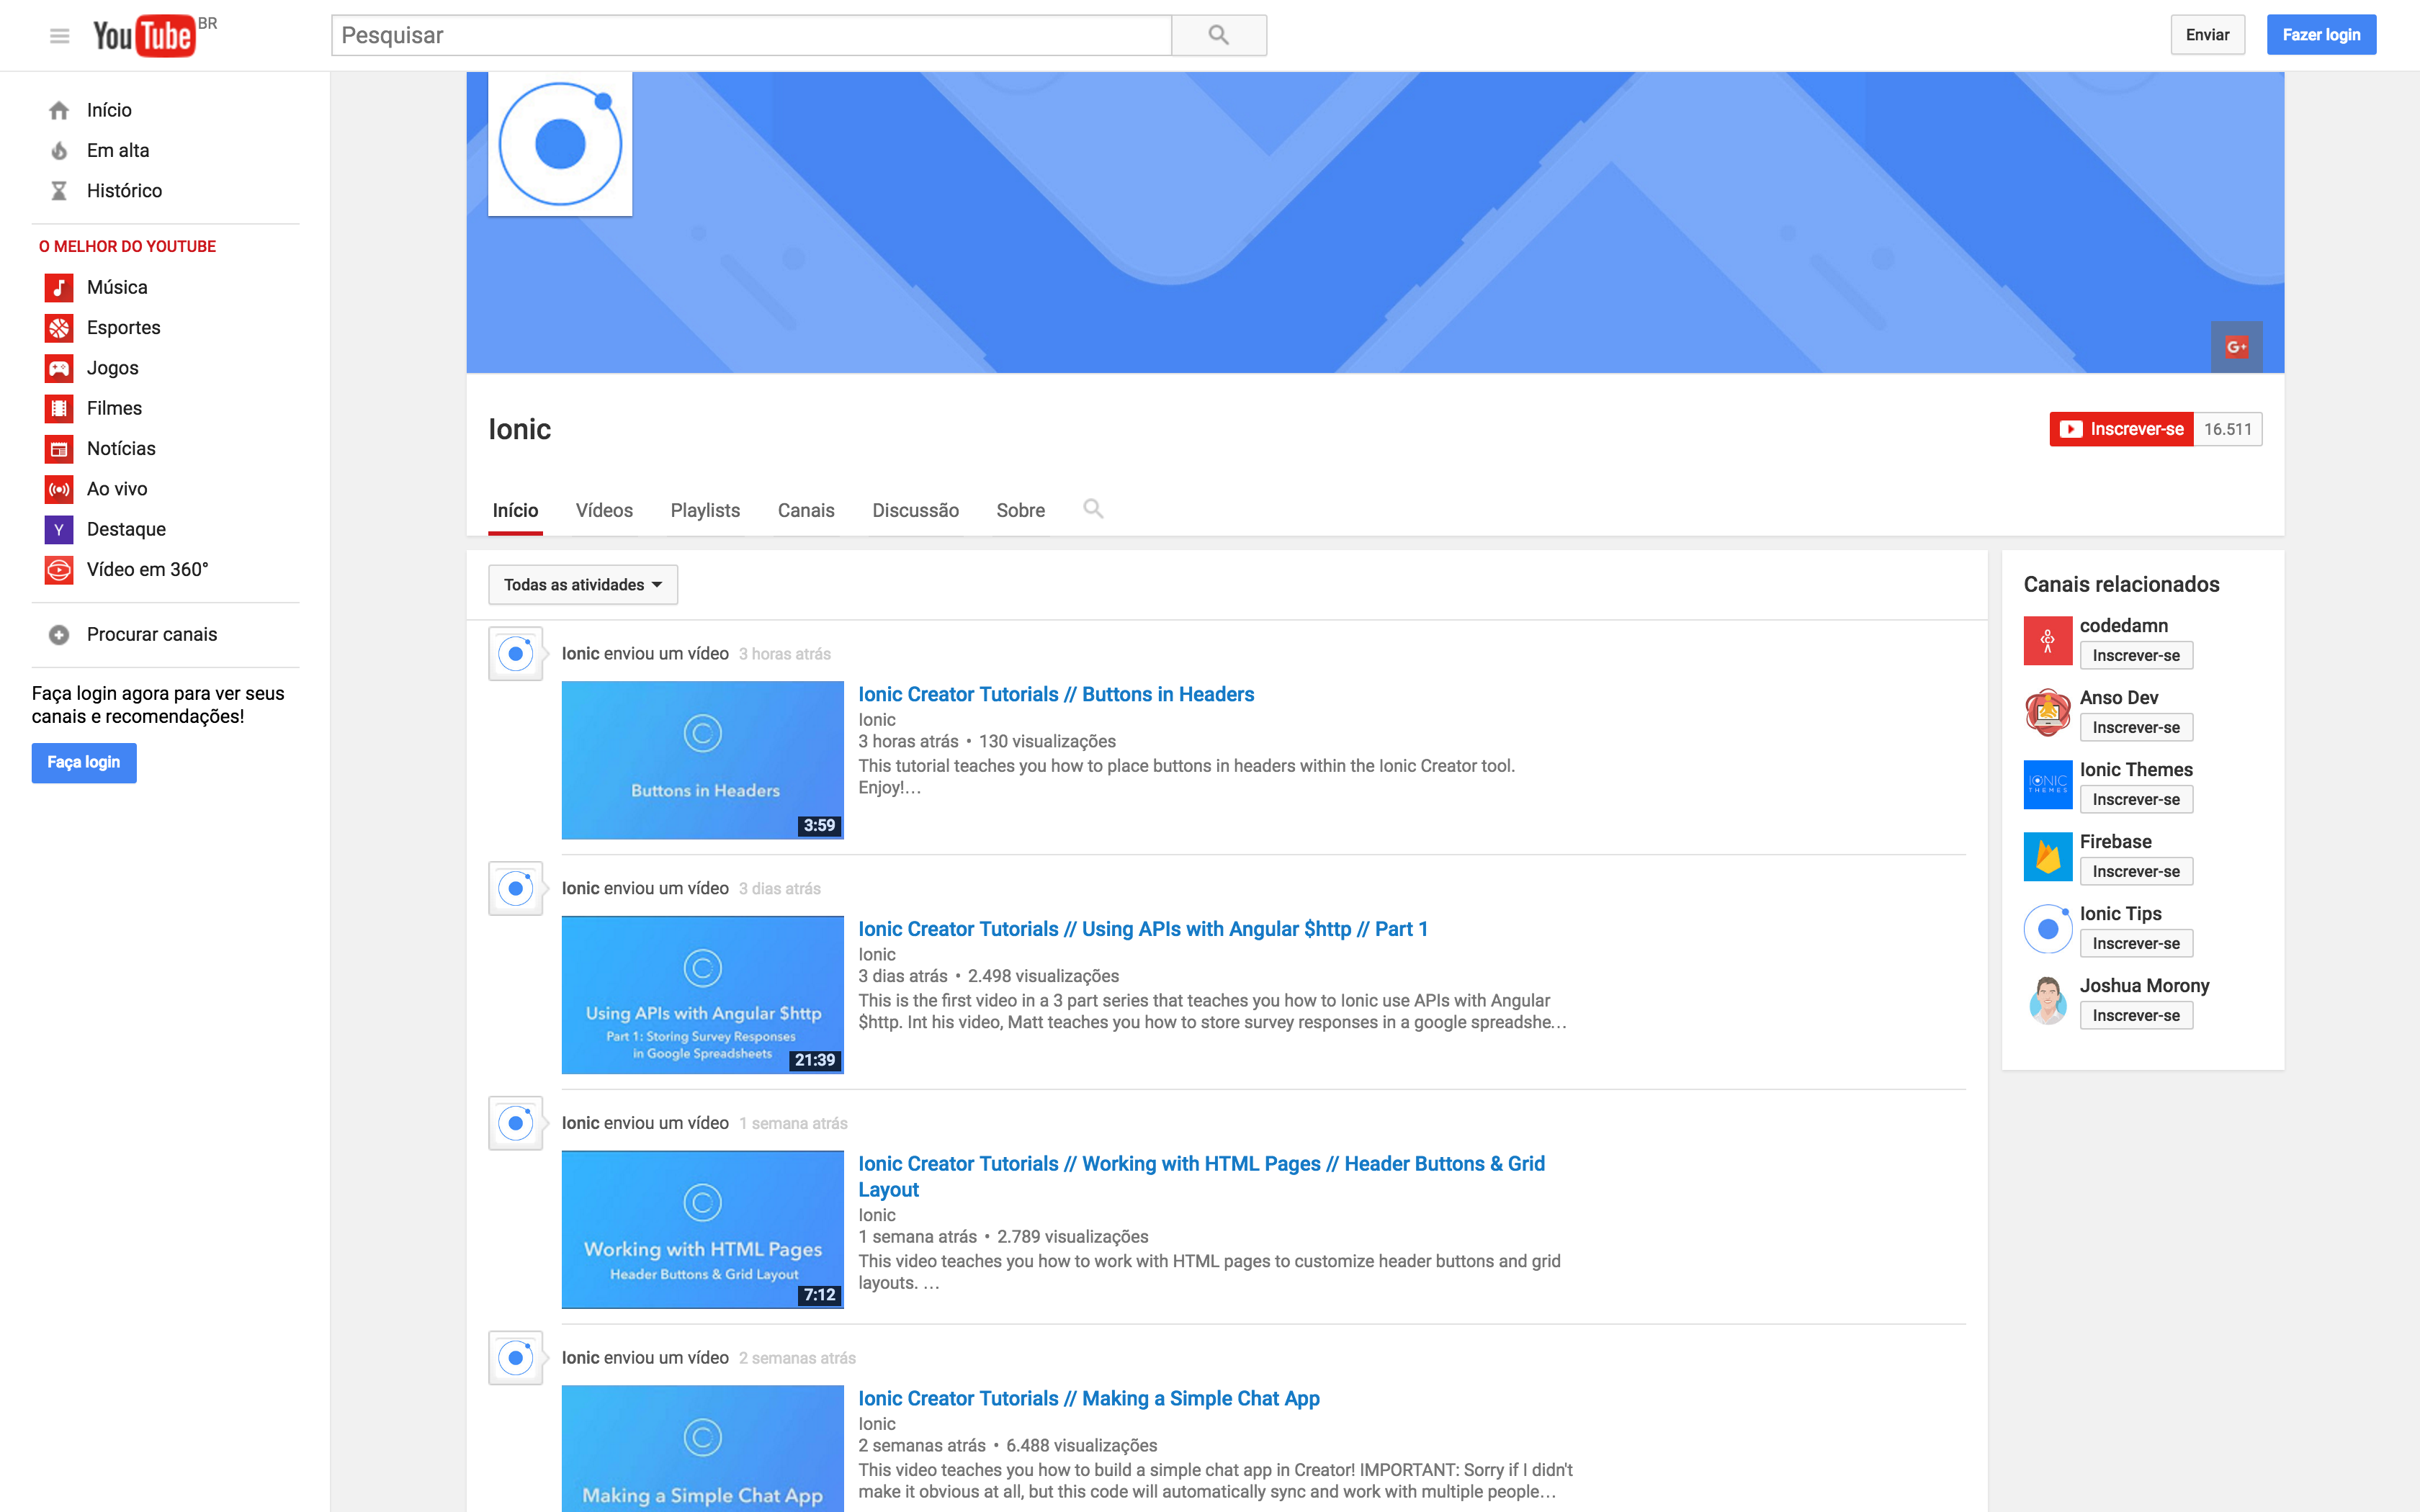 YouTube BR
Pesquisar
Enviar
Fazer login
Início
Em alta
Histórico
O MELHOR DO YOUTUBE
Música
Esportes
Jogos
Filmes
Notícias
Ao vivo
Y
Destaque
Vídeo em 360°
Procurar canais
Faça login agora para ver seus
canais e recomendações!
Faça login
G+
Ionic
Inscrever-se 16.511
Início Vídeos Playlists Canais Discussão Sobre
Todas as atividades
Ionic enviou um vídeo 3 horas atrás
Buttons in Headers
3:59
Ionic Creator Tutorials // Buttons in Headers
Ionic
3 horas atrás • 130 visualizações
This tutorial teaches you how to place buttons in headers within the Ionic Creator tool.
Enjoy!…
Ionic enviou um vídeo 3 dias atrás
Using APIs with Angular $http
Part 1: Storing Survey Responses
in Google Spreadsheets
21:39
Ionic Creator Tutorials // Using APIs with Angular $http // Part 1
Ionic
3 dias atrás • 2.498 visualizações
This is the first video in a 3 part series that teaches you how to Ionic use APIs with Angular
$http. Int his video, Matt teaches you how to store survey responses in a google spreadshe…
Ionic enviou um vídeo 1 semana atrás
Working with HTML Pages
Header Buttons & Grid Layout
7:12
Ionic Creator Tutorials // Working with HTML Pages // Header Buttons & Grid
Layout
Ionic
1 semana atrás • 2.789 visualizações
This video teaches you how to work with HTML pages to customize header buttons and grid
layouts. …
Ionic enviou um vídeo 2 semanas atrás
Making a Simple Chat App
Ionic Creator Tutorials // Making a Simple Chat App
Ionic
2 semanas atrás • 6.488 visualizações
This video teaches you how to build a simple chat app in Creator! IMPORTANT: Sorry if I didn't
make it obvious at all, but this code will automatically sync and work with multiple people…
Canais relacionados
codedamn
Inscrever-se
Anso Dev
Inscrever-se
IONIC
THEMES
Ionic Themes
Inscrever-se
Firebase
Inscrever-se
Ionic Tips
Inscrever-se
Joshua Morony
Inscrever-se